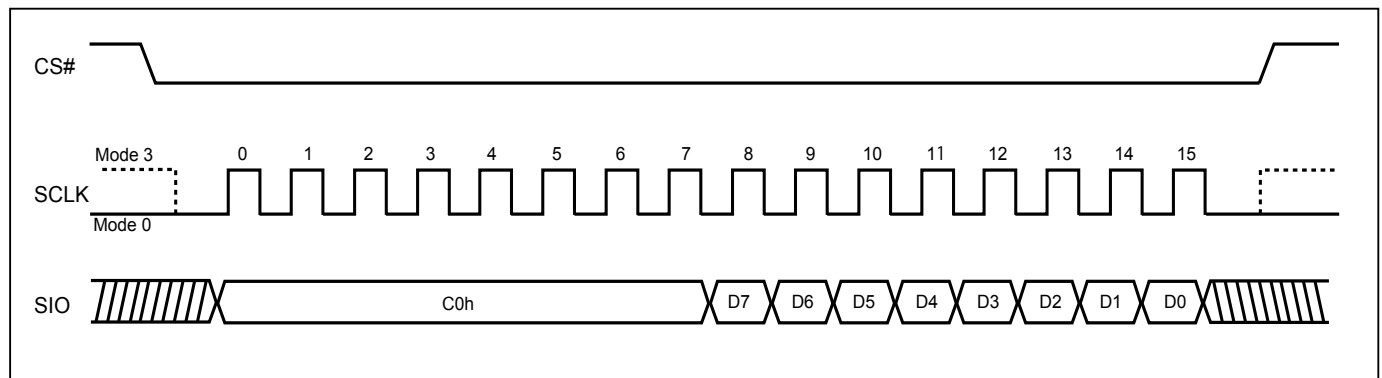 CS#
Mode 3
0 1 2 3 4 5 6 7 8 9 10 11 12 13 14 15
SCLK
Mode 0
SIO
C0h D7 D6 D5 D4 D3 D2 D1 D0